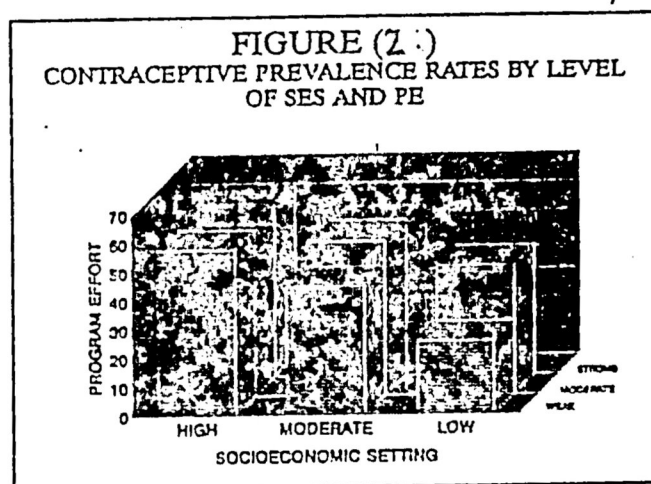 FIGURE (2:)
CONTRACEPTIVE PREVALENCE RATES BY LEVEL
OF SES AND PE
70
60
50
40
30
20
10
0
PROGRAM EFFORT
STRONG
MODERATE
WEAK
HIGH MODERATE LOW
SOCIOECONOMIC SETTING